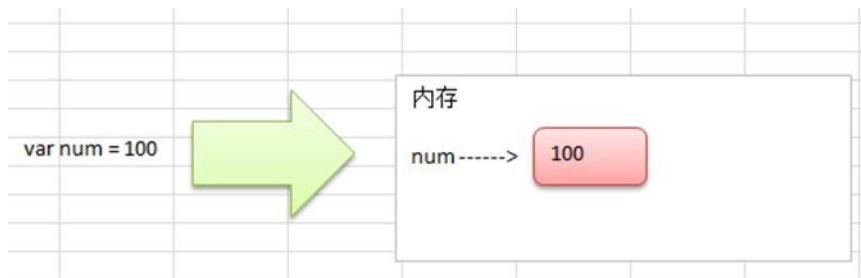 内存
var num = 100
num ------> 100